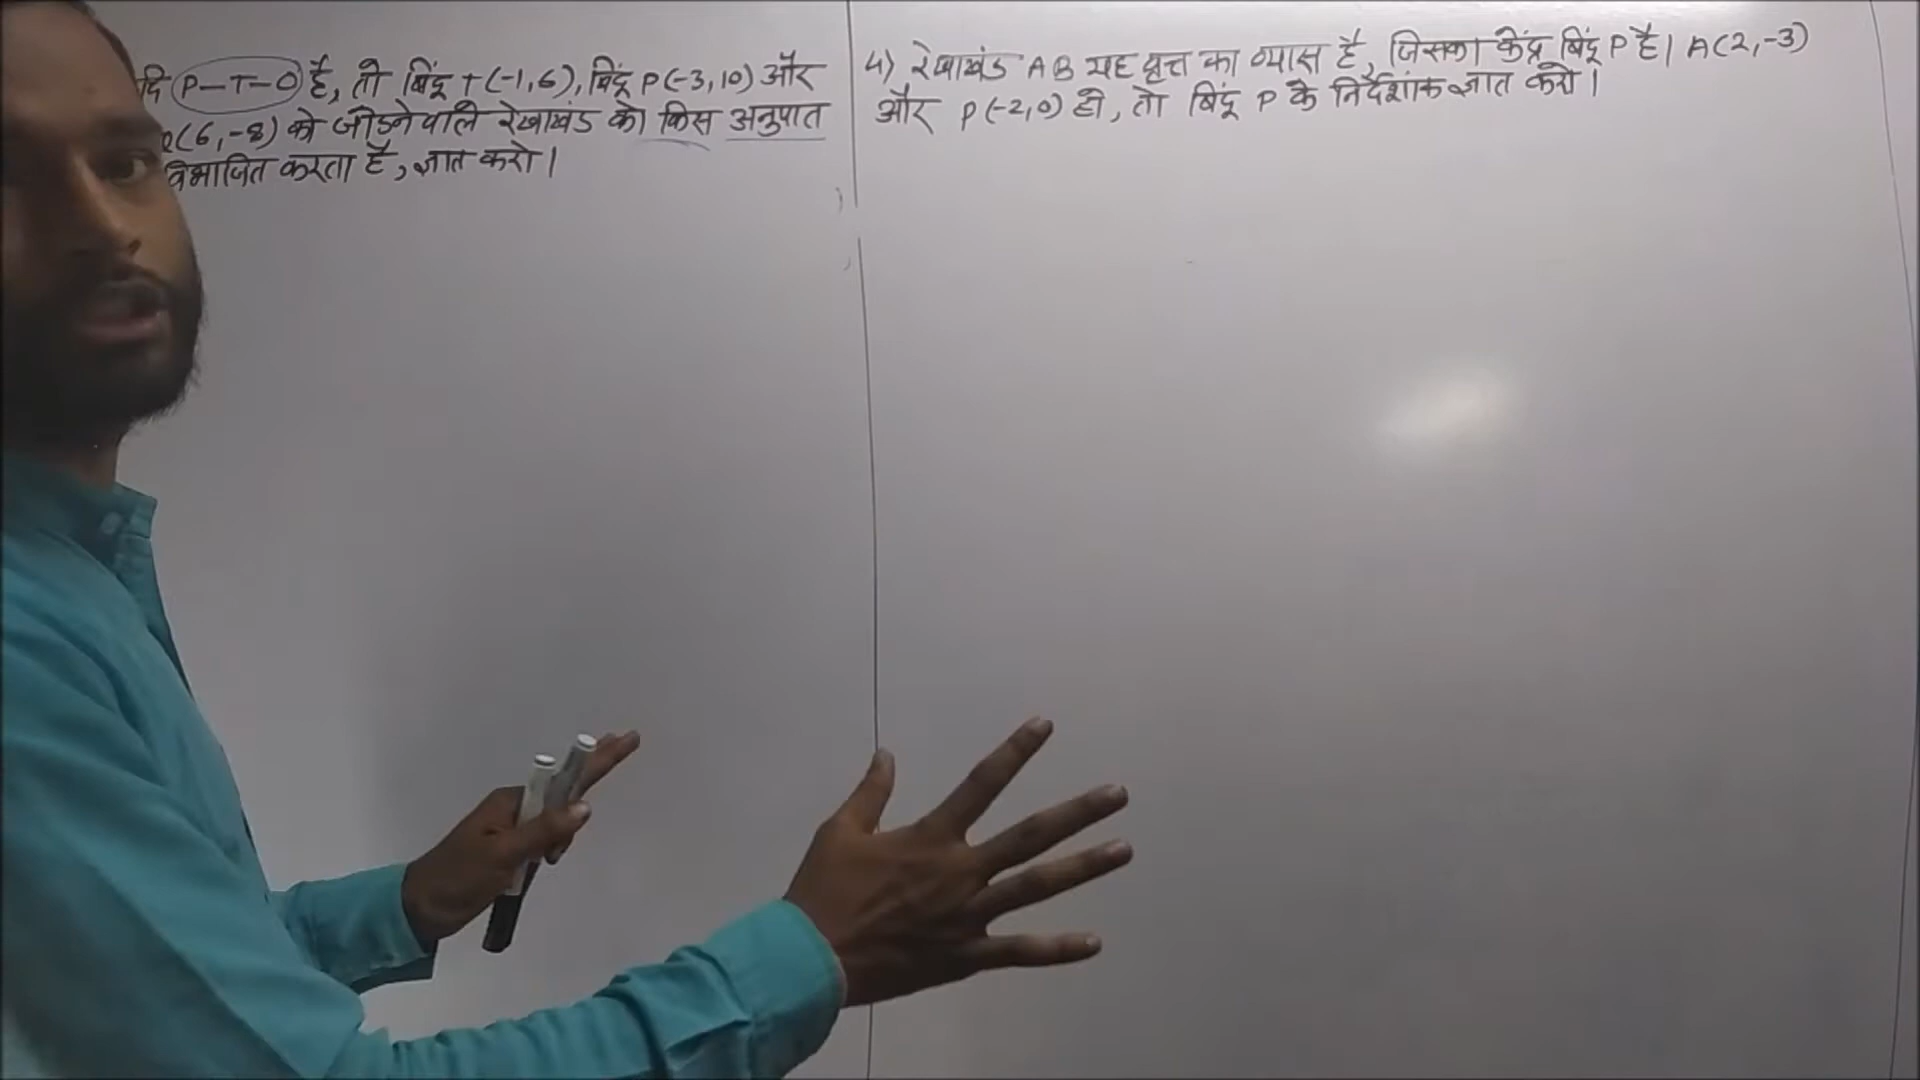 दि P-T-Q है, तो बिंदू T(-1,6), बिंदू P(-3,10) और
Q(6,-8) को जोडनेवाले रेखाखंड को किस अनुपात
विभाजित करता है, ज्ञात करो।
4) रेखाखंड AB यह वृत्त का व्यास है, जिसका केंद्र बिंदू P है। A(2,-3)
और P(-2,0) हो, तो बिंदू P के निर्देशांक ज्ञात करो।